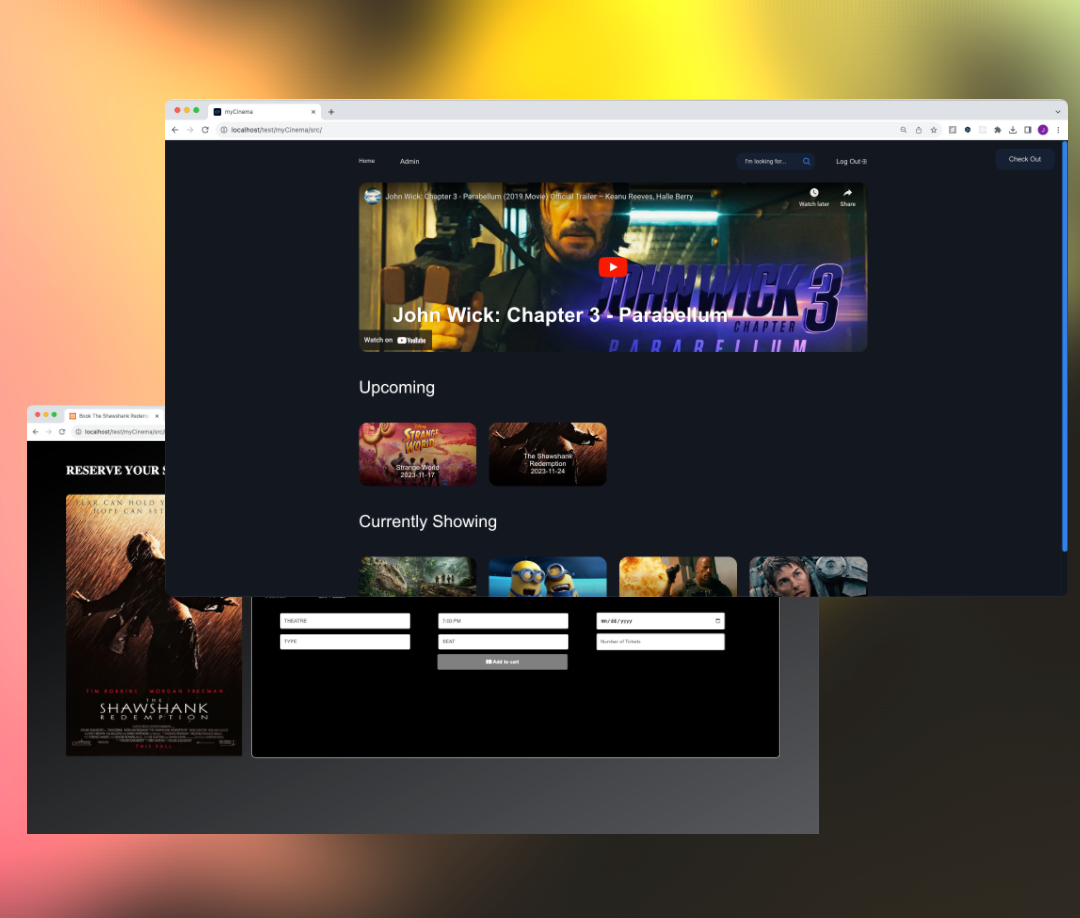 myCinema
localhost/test/myCinema/src/
Home
Admin
I'm looking for...
Log Out
Check Out
John Wick: Chapter 3 - Parabellum (2019 Movie) Official Trailer – Keanu Reeves, Halle Berry
Watch later
Share
JOHN WICK 3
CHAPTER
PARABELLUM
John Wick: Chapter 3 - Parabellum
Watch on YouTube
Upcoming
STRANGE WORLD
Strange World
2023-11-17
The Shawshank
Redemption
2023-11-24
Currently Showing
Book The Shawshank Redem
localhost/test/myCinema/src/
RESERVE YOUR S
FEAR CAN HOLD Y
HOPE CAN SET
TIM ROBBINS MORGAN FREEMAN
THE
SHAWSHANK
REDEMPTION
THIS FALL
THEATRE
7:00 PM
mm/dd/yyyy
TYPE
SEAT
Number of Tickets
Add to cart